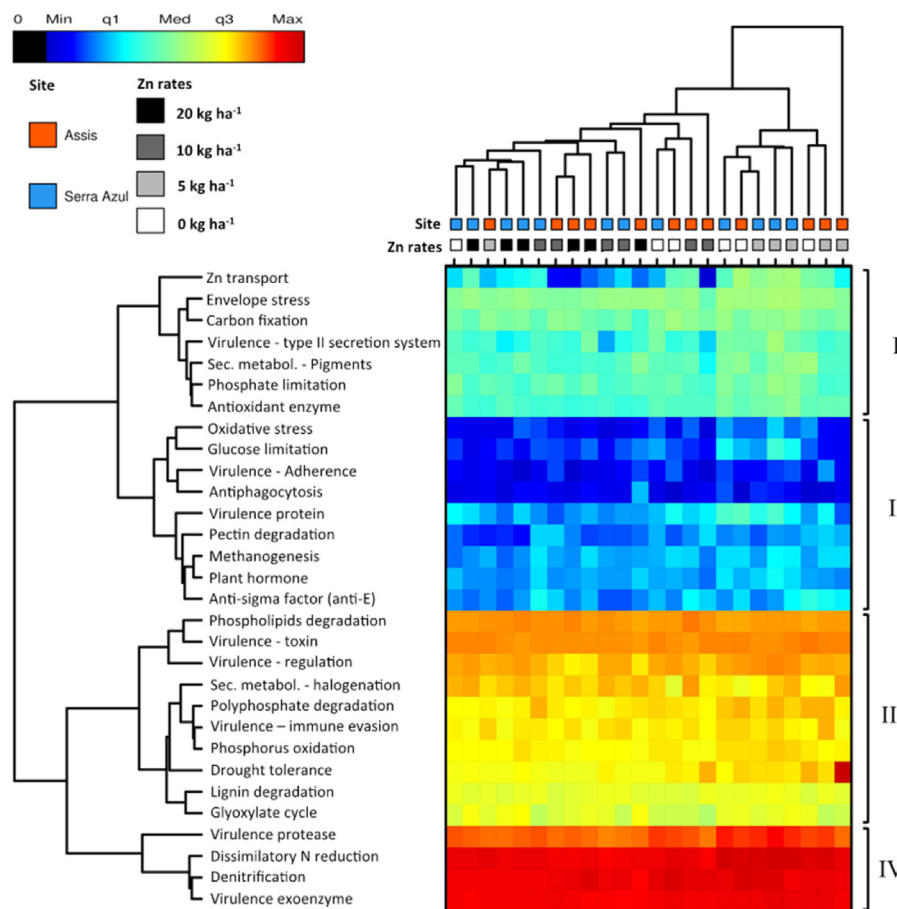 0 Min q1 Med q3 Max
Site Zn rates
20 kg ha⁻¹
Assis
10 kg ha⁻¹
5 kg ha⁻¹
Serra Azul
0 kg ha⁻¹
Site
Zn rates
Zn transport
Envelope stress
Carbon fixation
I
Virulence - type II secretion system
Sec. metabol. - Pigments
Phosphate limitation
Antioxidant enzyme
Oxidative stress
Glucose limitation
Virulence - Adherence
Antiphagocytosis
Virulence protein
Pectin degradation
Methanogenesis
Plant hormone
Anti-sigma factor (anti-E)
Phospholipids degradation
Virulence - toxin
Virulence - regulation
Sec. metabol. - halogenation
Polyphosphate degradation
Virulence – immune evasion
Phosphorus oxidation
Drought tolerance
Lignin degradation
Glyoxylate cycle
Virulence protease
Dissimilatory N reduction
IV
Denitrification
Virulence exoenzyme